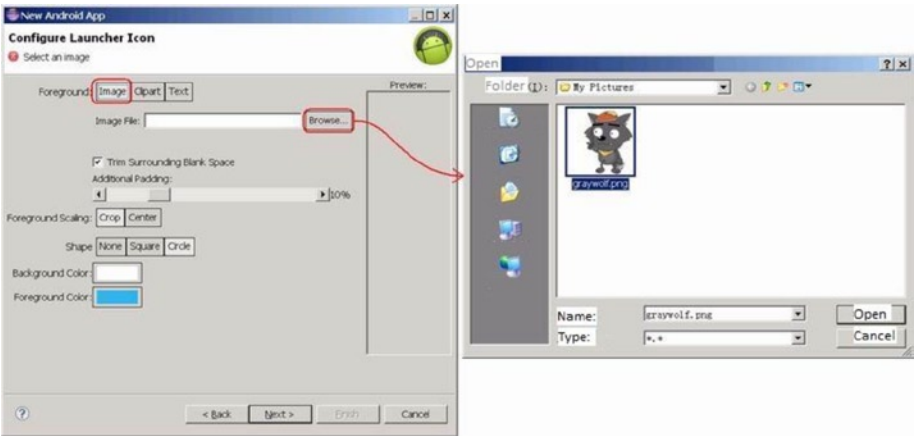 New Android App
Configure Launcher Icon
Select an image
Foreground: Image Clipart Text
Preview:
Image File: Browse...
Trim Surrounding Blank Space
Additional Padding:
10%
Foreground Scaling: Crop Center
Shape None Square Circle
Background Color:
Foreground Color:
< Back Next > Finish Cancel
Open
Folder (I): My Pictures
graywolf.png
Name: graywolf.png Open
Type: *.* Cancel